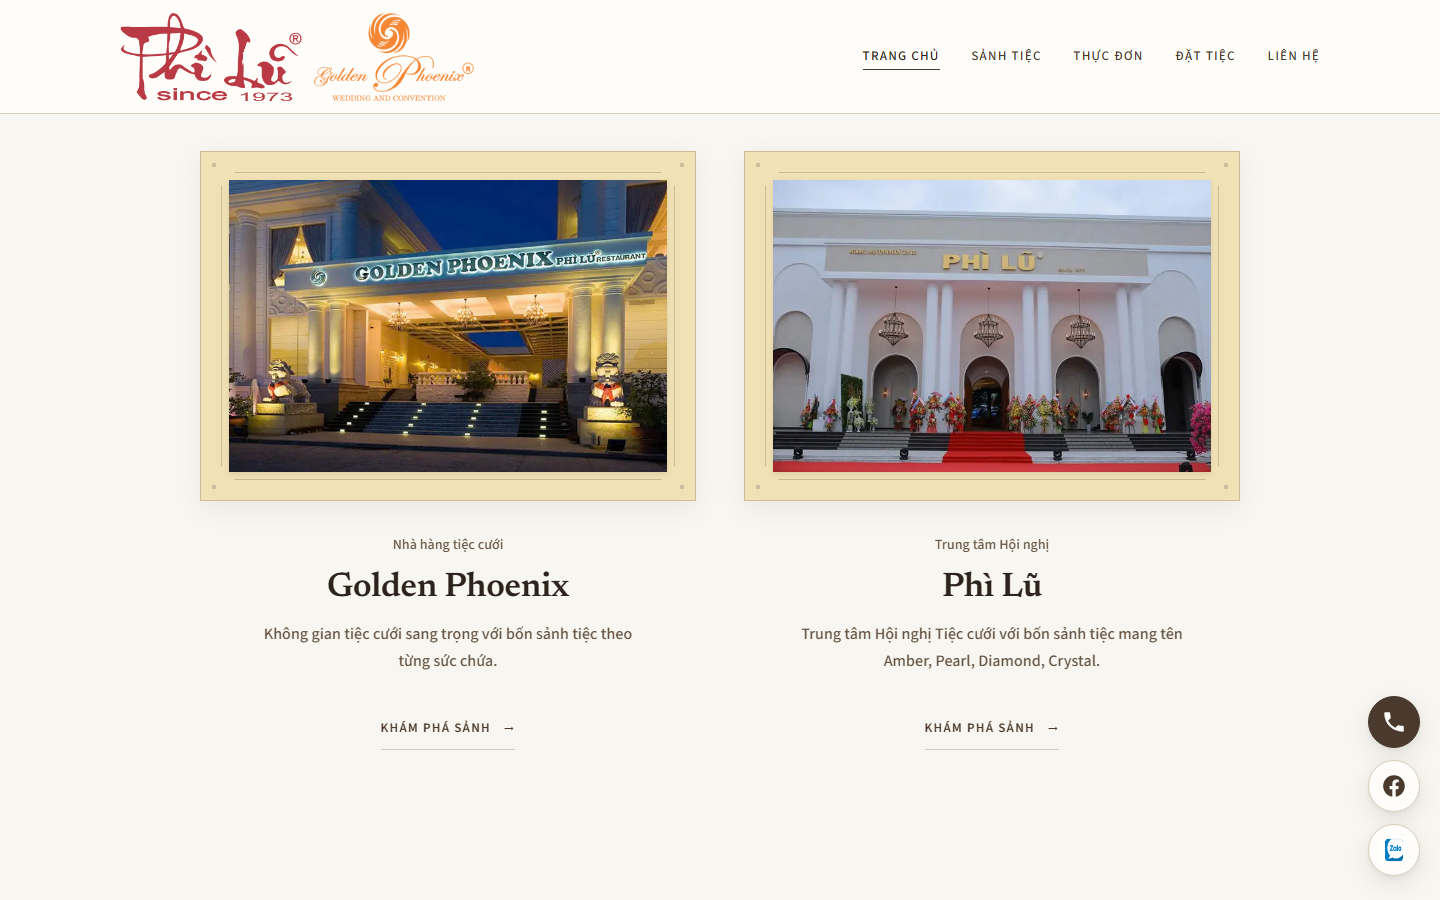 Phì Lũ®
since 1973
Golden Phoenix®
WEDDING AND CONVENTION
TRANG CHỦ
SẢNH TIỆC
THỰC ĐƠN
ĐẶT TIỆC
LIÊN HỆ
GOLDEN PHOENIX PHÌ LŨ® RESTAURANT
PHÌ LŨ®
Nhà hàng tiệc cưới
Golden Phoenix
Không gian tiệc cưới sang trọng với bốn sảnh tiệc theo
từng sức chứa.
KHÁM PHÁ SẢNH →
Trung tâm Hội nghị
Phì Lũ
Trung tâm Hội nghị Tiệc cưới với bốn sảnh tiệc mang tên
Amber, Pearl, Diamond, Crystal.
KHÁM PHÁ SẢNH →
Zalo